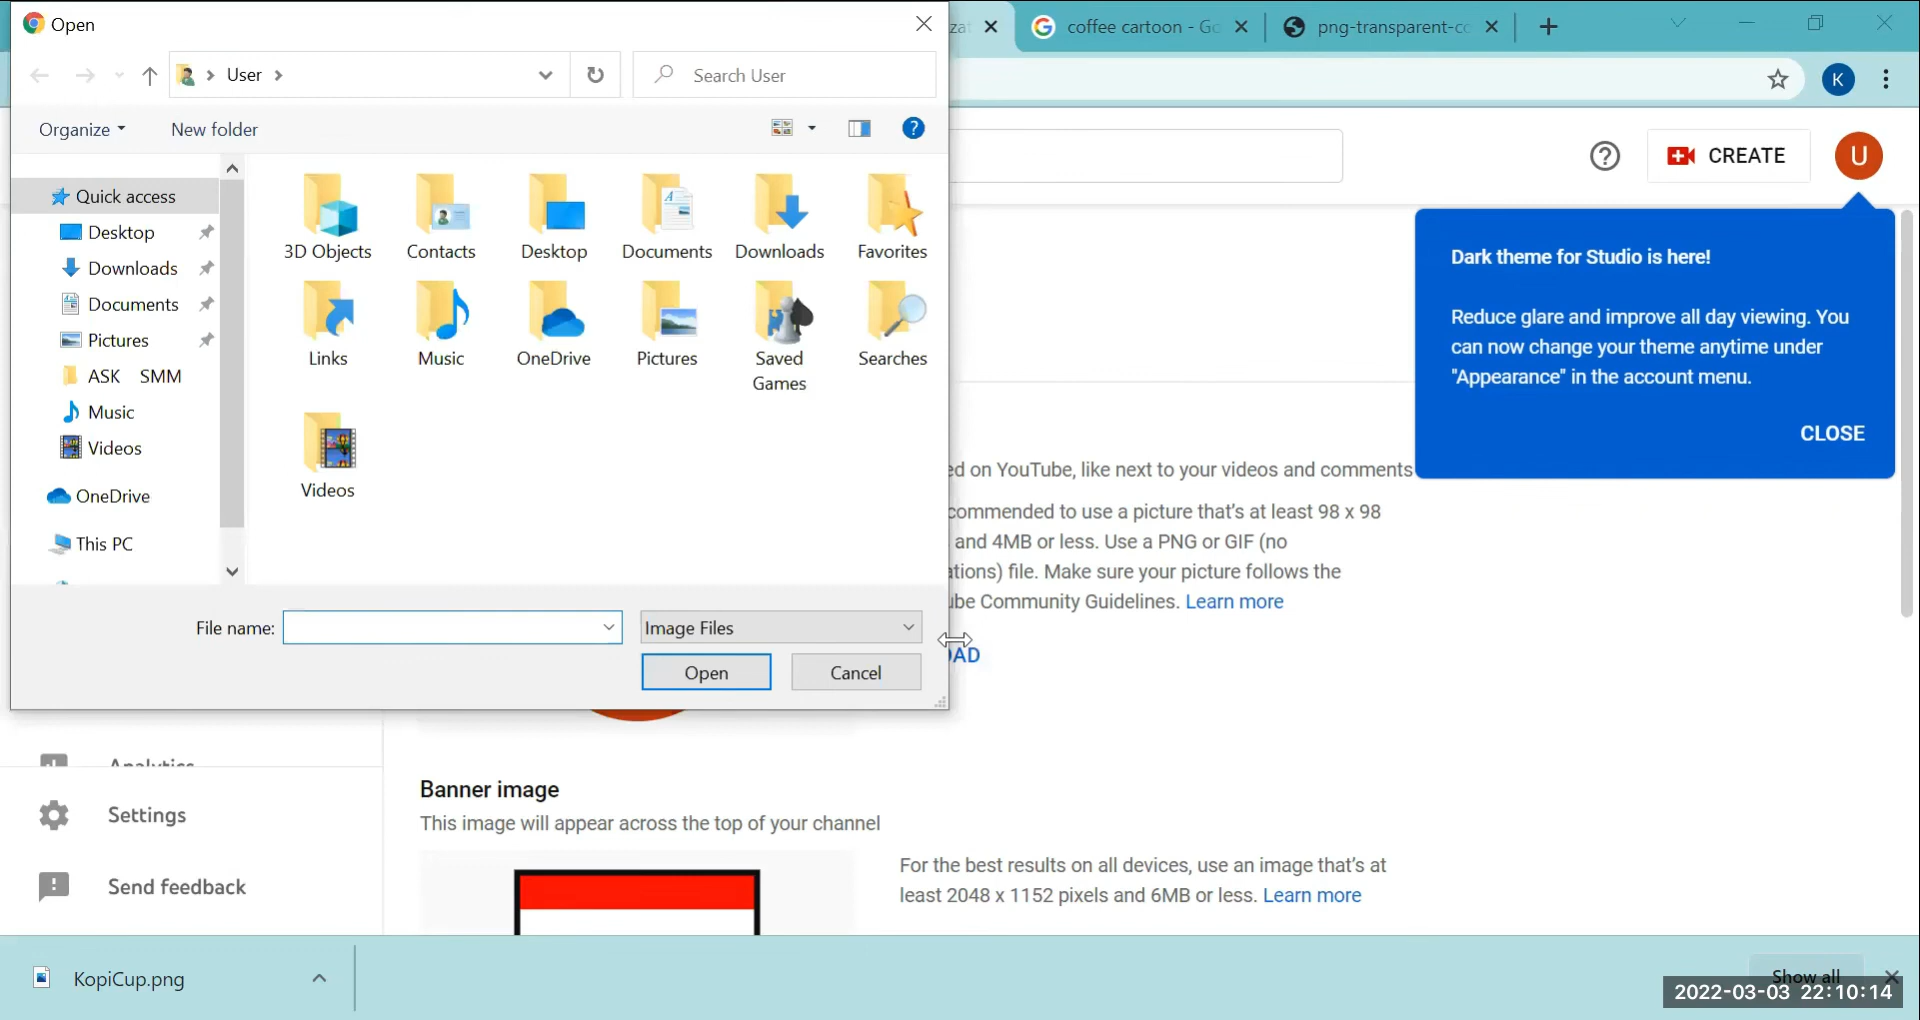 Open
zat
coffee cartoon - Go
png-transparent-co
User
Search User
K
Organize
New folder
?
CREATE
U
Quick access
Desktop
Downloads
Documents
Pictures
ASK SMM
Music
Videos
OneDrive
This PC
3D Objects
Contacts
Desktop
Documents
Downloads
Favorites
Links
Music
OneDrive
Pictures
Saved
Games
Searches
Videos
Dark theme for Studio is here!
Reduce glare and improve all day viewing. You
can now change your theme anytime under
"Appearance" in the account menu.
CLOSE
ed on YouTube, like next to your videos and comments
commended to use a picture that's at least 98 x 98
and 4MB or less. Use a PNG or GIF (no
ations) file. Make sure your picture follows the
ube Community Guidelines. Learn more
File name:
Image Files
Open
Cancel
OAD
Analytics
Settings
Send feedback
Banner image
This image will appear across the top of your channel
For the best results on all devices, use an image that's at
least 2048 x 1152 pixels and 6MB or less. Learn more
KopiCup.png
Show all
2022-03-03 22:10:14